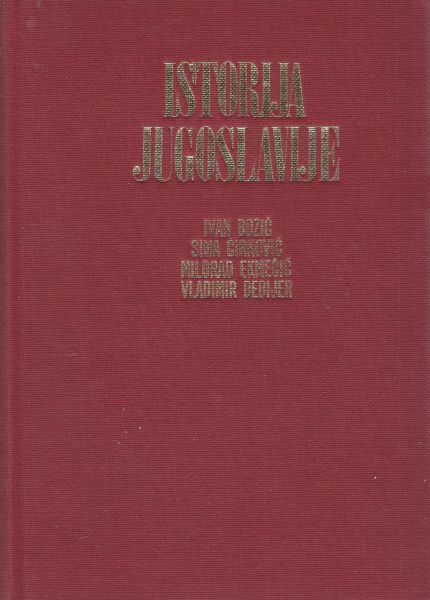 ISTORIJA
JUGOSLAVIJE
IVAN BOŽIĆ
SIMA ĆIRKOVIĆ
MILORAD EKMEČIĆ
VLADIMIR DEDIJER